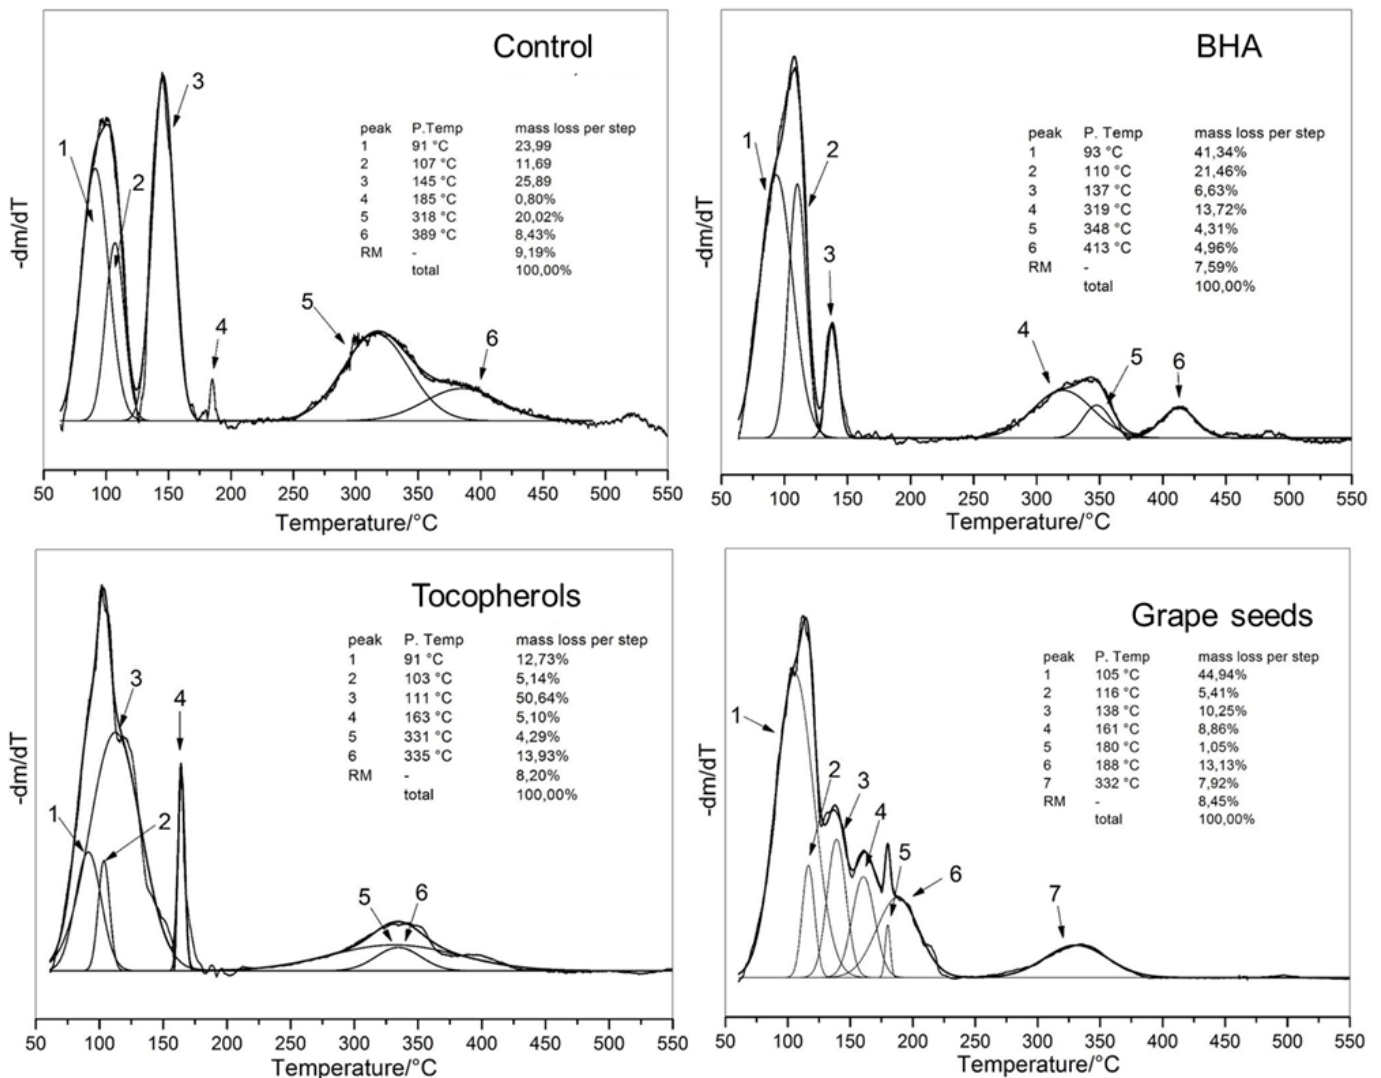 Control
3
1
2
4
5
6
peak P.Temp mass loss per step
1 91 °C 23,99
2 107 °C 11,69
3 145 °C 25,89
4 185 °C 0,80%
5 318 °C 20,02%
6 389 °C 8,43%
RM - 9,19%
total 100,00%
-dm/dT
50 100 150 200 250 300 350 400 450 500 550
Temperature/°C
BHA
1
2
3
4
5
6
peak P. Temp mass loss per step
1 93 °C 41,34%
2 110 °C 21,46%
3 137 °C 6,63%
4 319 °C 13,72%
5 348 °C 4,31%
6 413 °C 4,96%
RM - 7,59%
total 100,00%
-dm/dT
50 100 150 200 250 300 350 400 450 500 550
Temperature/°C
Tocopherols
3
4
1
2
5
6
peak P. Temp mass loss per step
1 91 °C 12,73%
2 103 °C 5,14%
3 111 °C 50,64%
4 163 °C 5,10%
5 331 °C 4,29%
6 335 °C 13,93%
RM - 8,20%
total 100,00%
-dm/dT
50 100 150 200 250 300 350 400 450 500 550
Temperature/°C
Grape seeds
1
2
3
4
5
6
7
peak P. Temp mass loss per step
1 105 °C 44,94%
2 116 °C 5,41%
3 138 °C 10,25%
4 161 °C 8,86%
5 180 °C 1,05%
6 188 °C 13,13%
7 332 °C 7,92%
RM - 8,45%
total 100,00%
-dm/dT
50 100 150 200 250 300 350 400 450 500 550
Temperature/°C